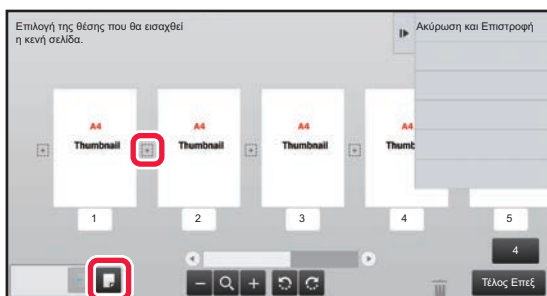 Επιλογή της θέσης που θα εισαχθεί
η κενή σελίδα.
Ακύρωση και Επιστροφή
A4
Thumbnail
A4
Thumbnail
A4
Thumbnail
A4
Thumb
1
2
3
4
5
4
Τέλος Επεξ